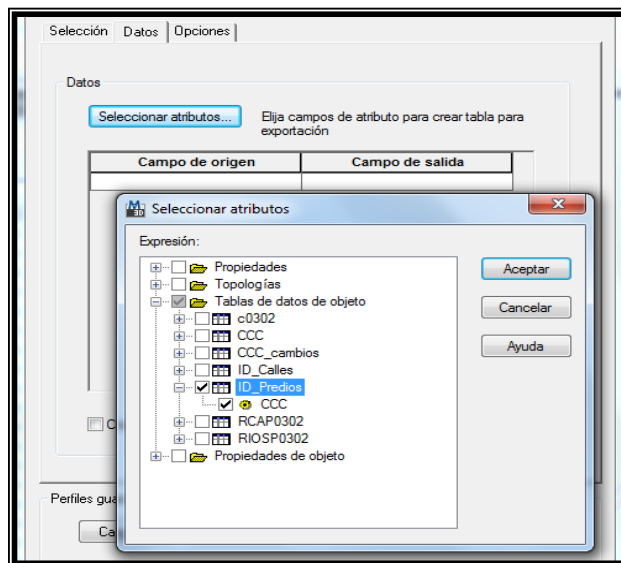 Selección Datos Opciones
Datos
Seleccionar atributos... Elija campos de atributo para crear tabla para
exportación
Campo de origen Campo de salida
Seleccionar atributos
Expresión:
Propiedades
Topologías
Tablas de datos de objeto
c0302
CCC
CCC_cambios
ID_Calles
ID_Predios
CCC
RCAP0302
RIOSP0302
Propiedades de objeto
Aceptar
Cancelar
Ayuda
Perfiles gua
Ca